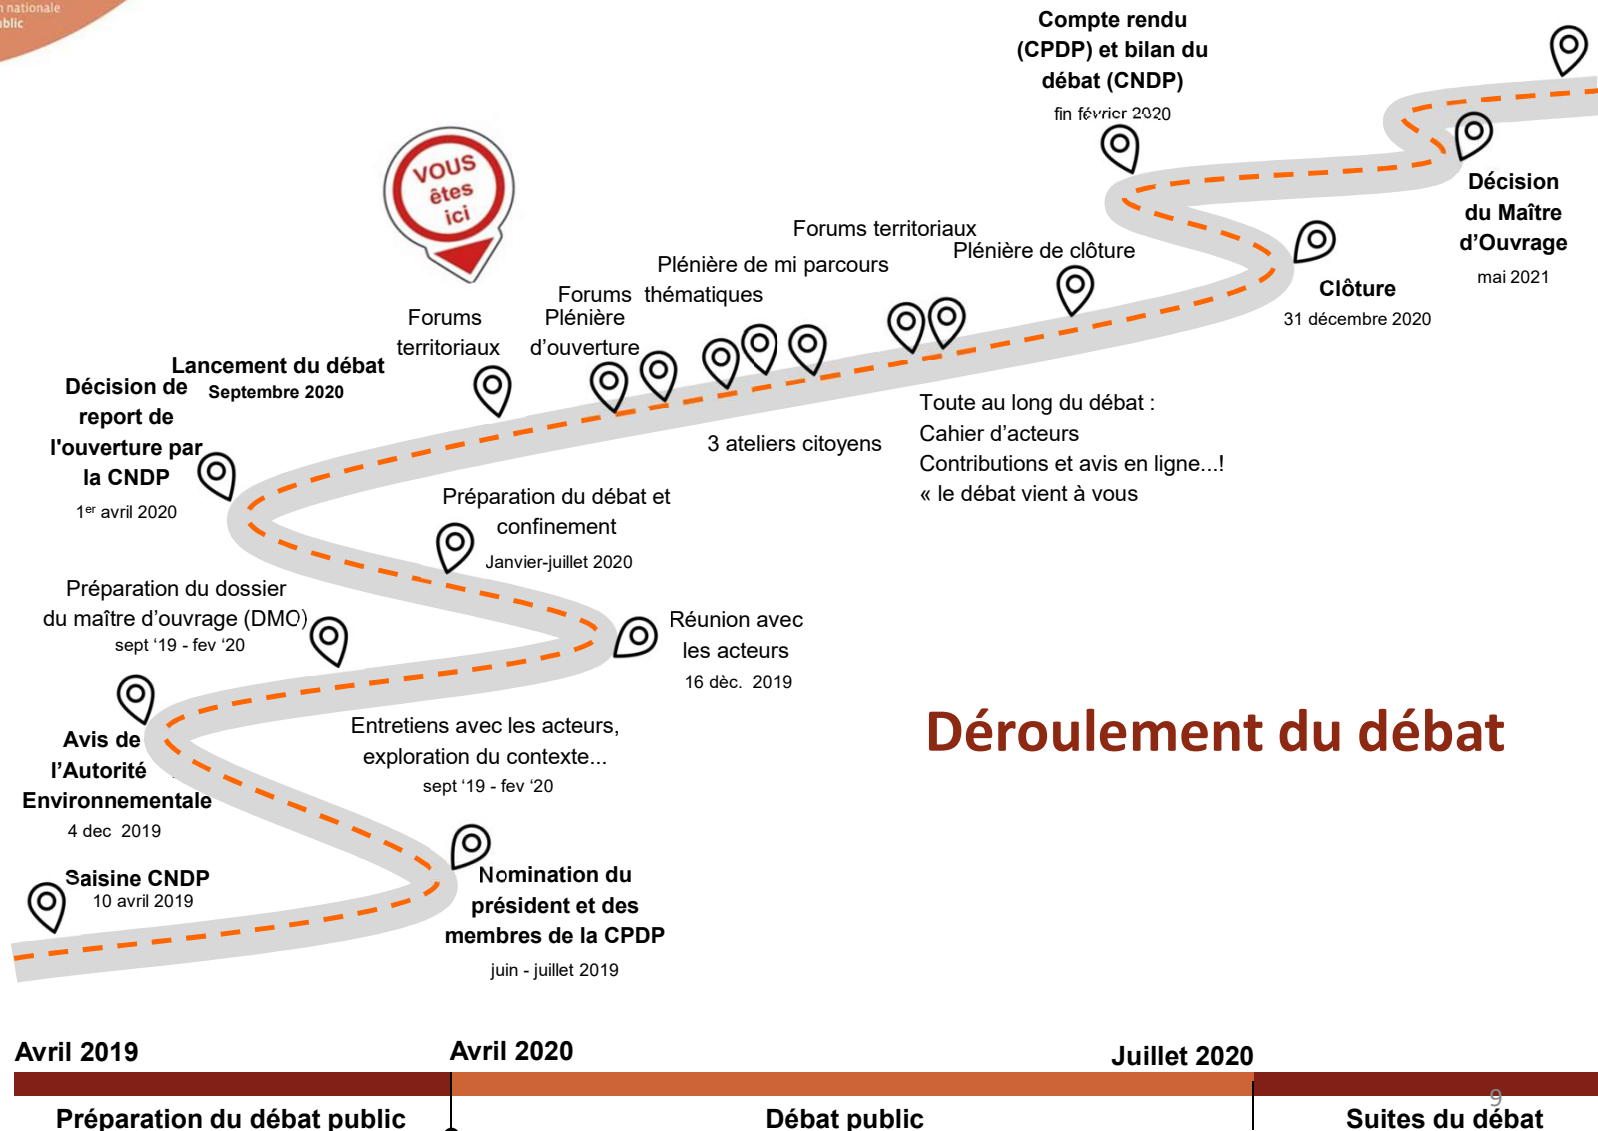 n nationale
blic
Compte rendu
(CPDP) et bilan du
débat (CNDP)
fin février 2020
VOUS
êtes
ici
Décision
du Maître
d’Ouvrage
mai 2021
Forums territoriaux
Plénière de clôture
Plénière de mi parcours
Forums thématiques
Clôture
31 décembre 2020
Forums
territoriaux
Plénière
d’ouverture
Lancement du débat
Septembre 2020
Décision de
report de
l'ouverture par
la CNDP
1er avril 2020
3 ateliers citoyens
Toute au long du débat :
Cahier d’acteurs
Contributions et avis en ligne...!
« le débat vient à vous
Préparation du débat et
confinement
Janvier-juillet 2020
Préparation du dossier
du maître d’ouvrage (DMO)
sept ‘19 - fev ‘20
Réunion avec
les acteurs
16 dèc. 2019
Avis de
l’Autorité
Environnementale
4 dec 2019
Entretiens avec les acteurs,
exploration du contexte...
sept ‘19 - fev ‘20
Déroulement du débat
Saisine CNDP
10 avril 2019
Nomination du
président et des
membres de la CPDP
juin - juillet 2019
Avril 2019
Avril 2020
Juillet 2020
Préparation du débat public
Débat public
Suites du débat
9